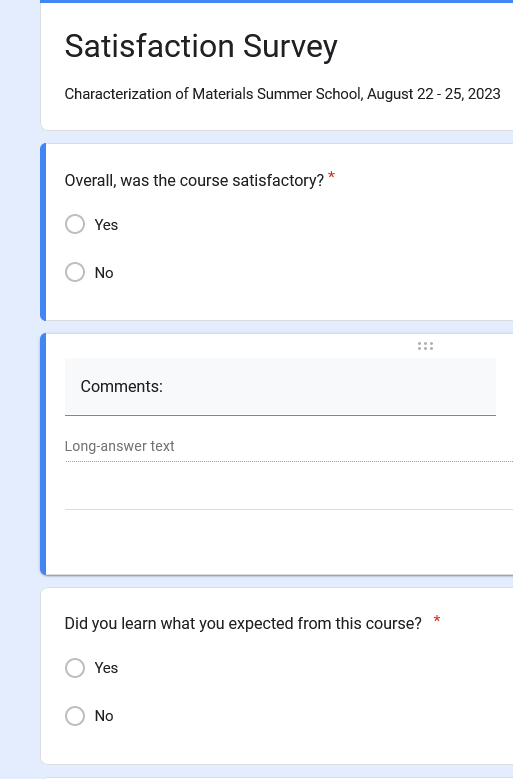 Satisfaction Survey
Characterization of Materials Summer School, August 22 - 25, 2023
Overall, was the course satisfactory? *
Yes
No
Comments:
Long-answer text
Did you learn what you expected from this course? *
Yes
No